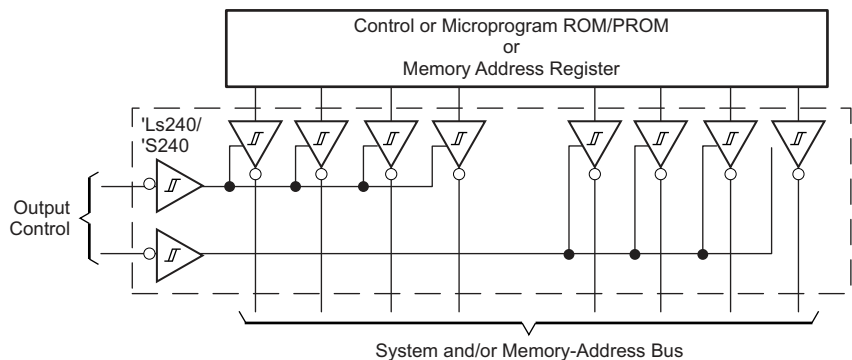 Control or Microprogram ROM/PROM
or
Memory Address Register
'Ls240/
'S240
Output
Control
System and/or Memory-Address Bus